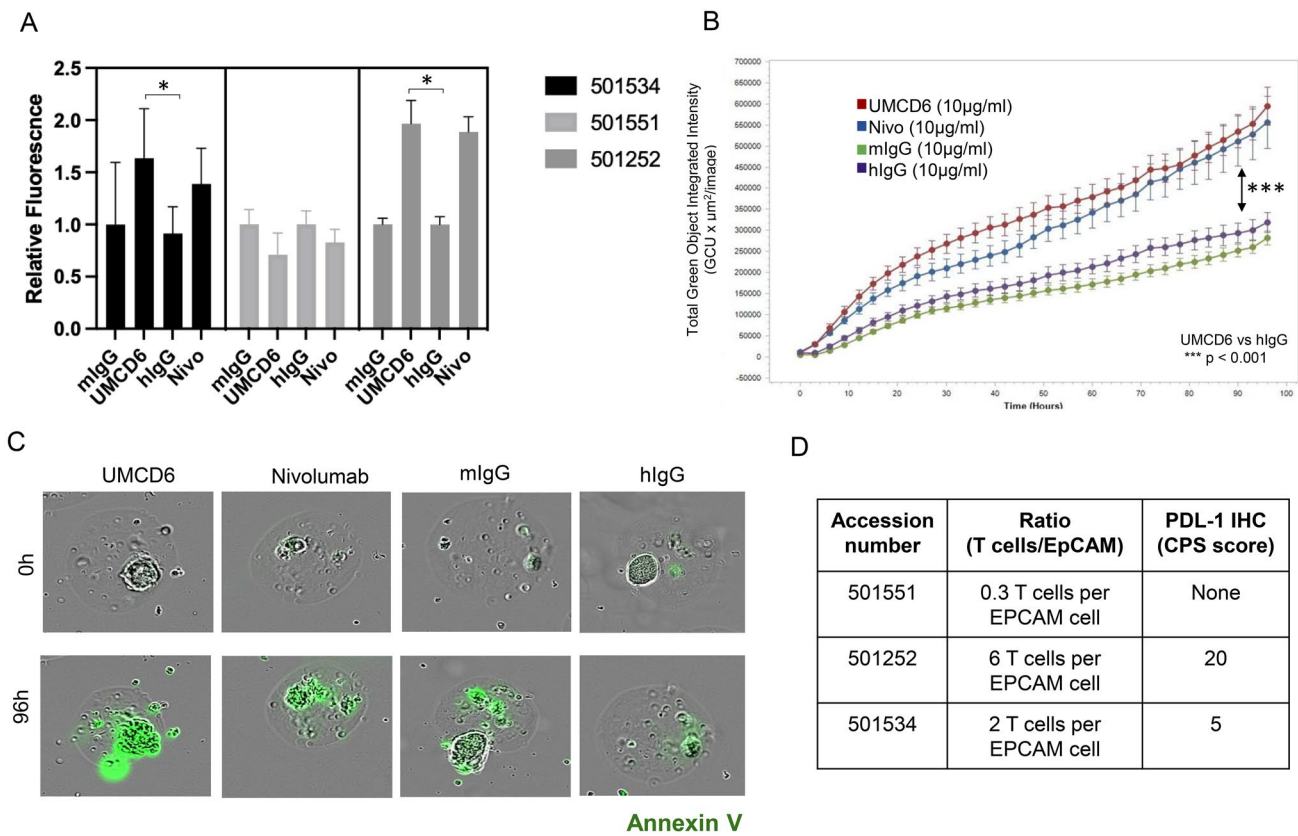 A
Relative Fluorescnce
2.5
2.0
1.5
1.0
0.5
0.0
*
*
mIgG
UMCD6
hIgG
Nivo
mIgG
UMCD6
hIgG
Nivo
mIgG
UMCD6
hIgG
Nivo
501534
501551
501252
B
Total Green Object Integrated Intensity
(GCU x µm²/image)
700000
650000
600000
550000
500000
450000
400000
350000
300000
250000
200000
150000
100000
50000
0
-50000
UMCD6 (10µg/ml)
Nivo (10µg/ml)
mIgG (10µg/ml)
hIgG (10µg/ml)
***
UMCD6 vs hIgG
*** p < 0.001
0 10 20 30 40 50 60 70 80 90 100
Time (Hours)
C
UMCD6 Nivolumab mIgG hIgG
0h
96h
Annexin V
D
Accession number
Ratio (T cells/EpCAM)
PDL-1 IHC (CPS score)
501551
0.3 T cells per
EPCAM cell
None
501252
6 T cells per
EPCAM cell
20
501534
2 T cells per
EPCAM cell
5